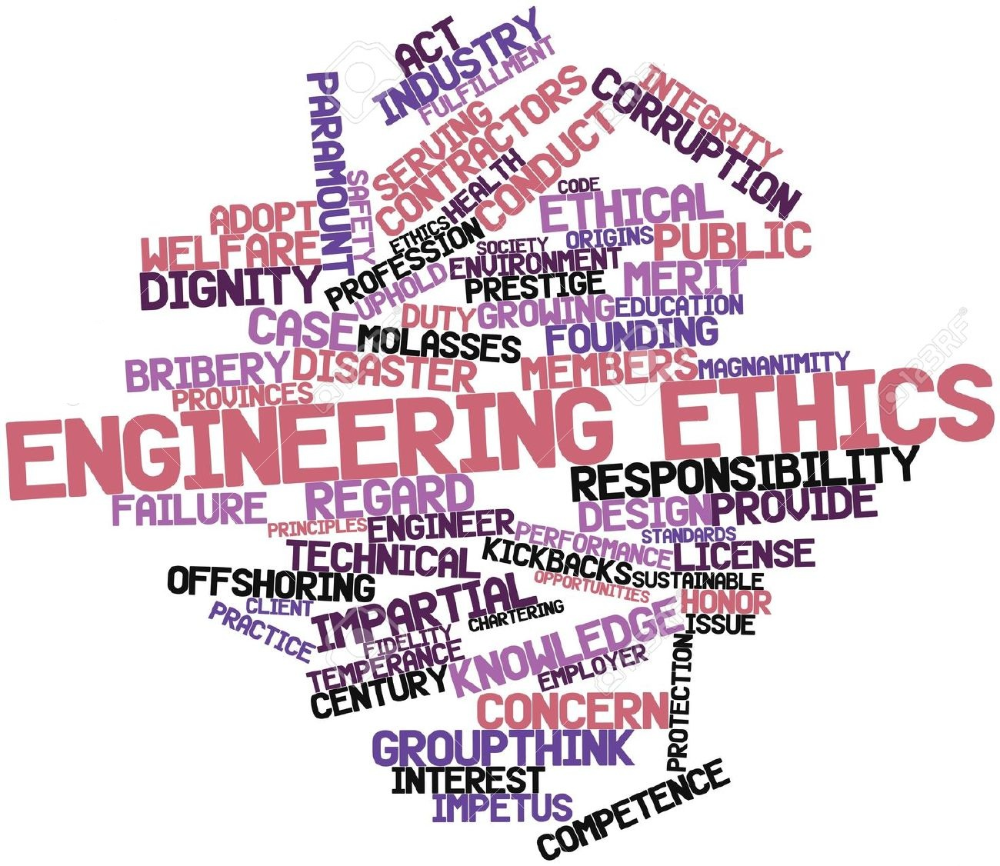 ACT
INDUSTRY
FULFILLMENT
PARAMOUNT
SAFETY
SERVING
CONTRACTORS
HEALTH
CONDUCT
INTEGRITY
CORRUPTION
CODE
ETHICAL
ADOPT
WELFARE
DIGNITY
ETHICS
PROFESSION
UPHOLD
SOCIETY
ORIGINS
PUBLIC
ENVIRONMENT
PRESTIGE
MERIT
CASE
MOLASSES
DUTY
GROWING
EDUCATION
FOUNDING
BRIBERY
DISASTER
MEMBERS
MAGNANIMITY
PROVINCES
ENGINEERING ETHICS
RESPONSIBILITY
FAILURE
REGARD
DESIGN
PROVIDE
PRINCIPLES
ENGINEER
PERFORMANCE
STANDARDS
TECHNICAL
KICKBACKS
LICENSE
OFFSHORING
OPPORTUNITIES
SUSTAINABLE
CLIENT
PRACTICE
IMPARTIAL
CHARTERING
HONOR
ISSUE
FIDELITY
TEMPERANCE
CENTURY
KNOWLEDGE
EMPLOYER
PROTECTION
CONCERN
GROUPTHINK
INTEREST
IMPETUS
COMPETENCE
123RF